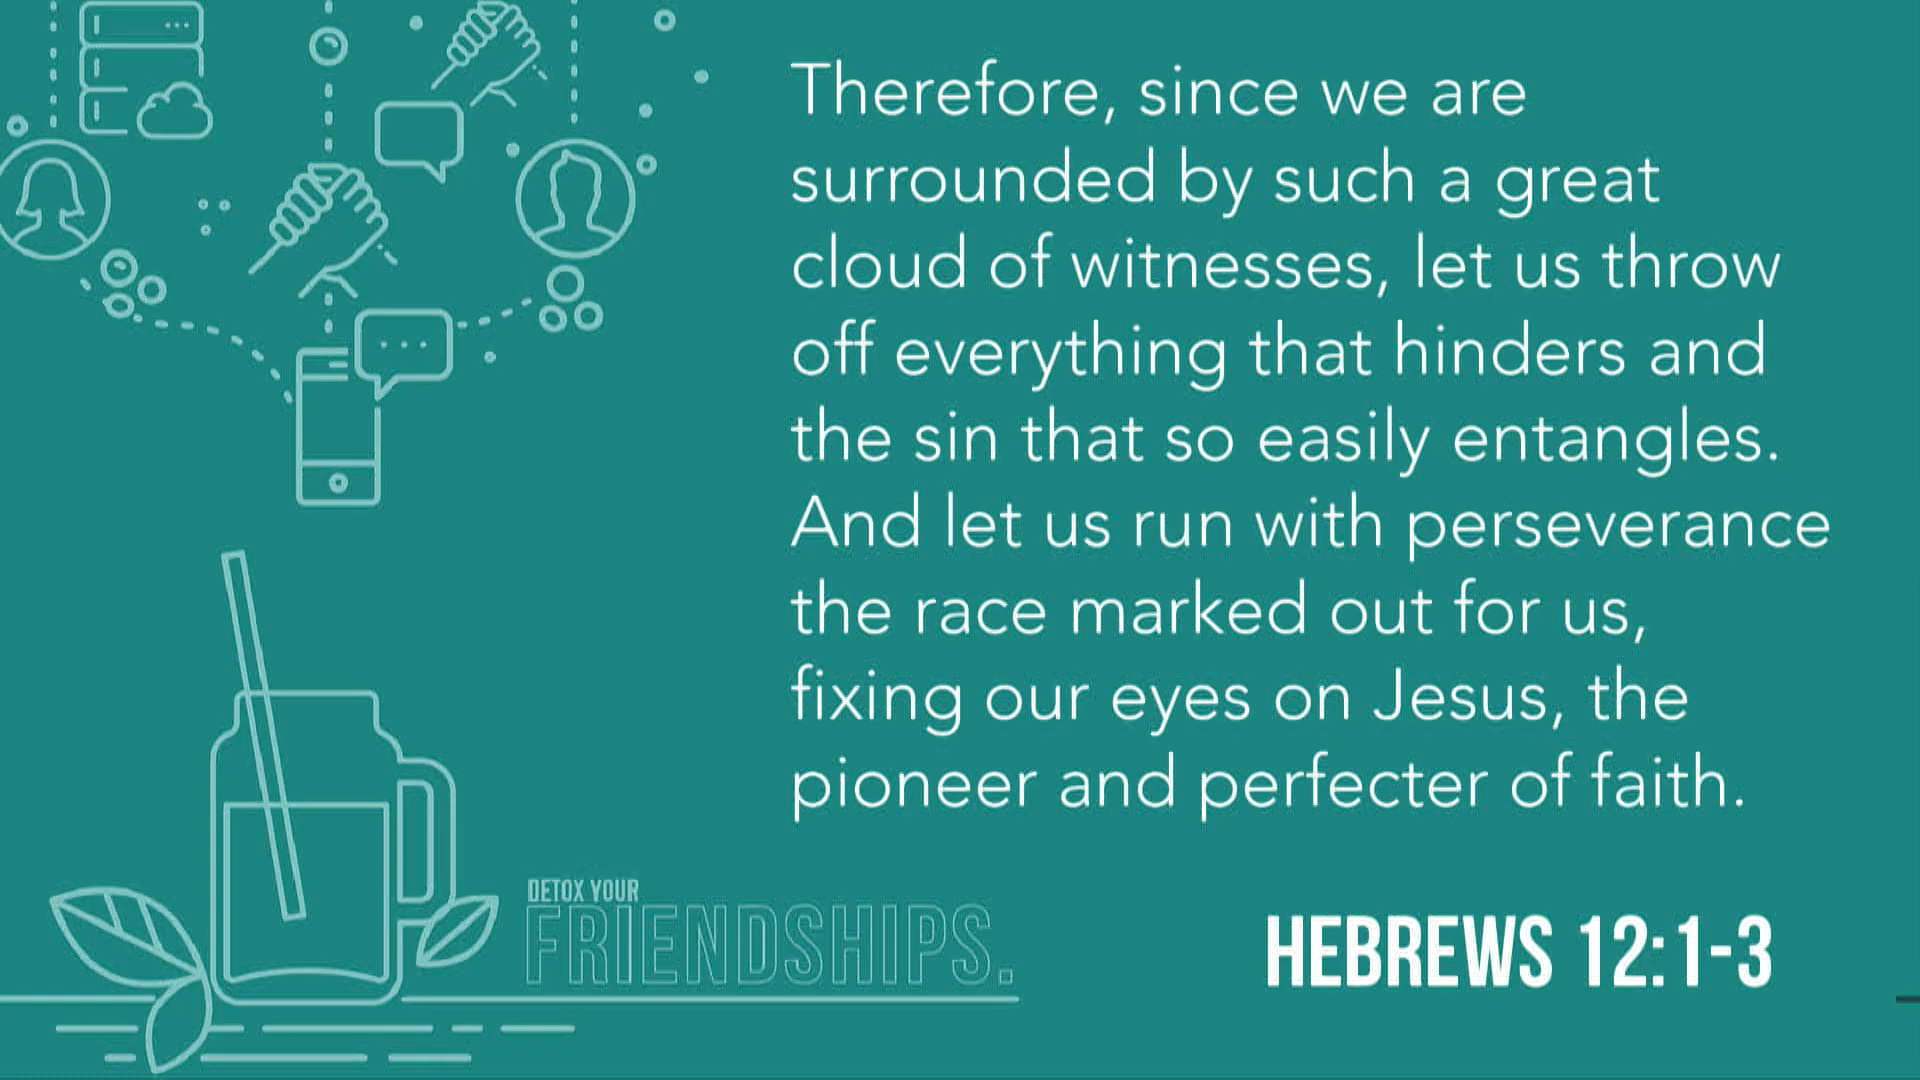 Therefore, since we are
surrounded by such a great
cloud of witnesses, let us throw
off everything that hinders and
the sin that so easily entangles.
And let us run with perseverance
the race marked out for us,
fixing our eyes on Jesus, the
pioneer and perfecter of faith.
DETOX YOUR
FRIENDSHIPS.
HEBREWS 12:1-3